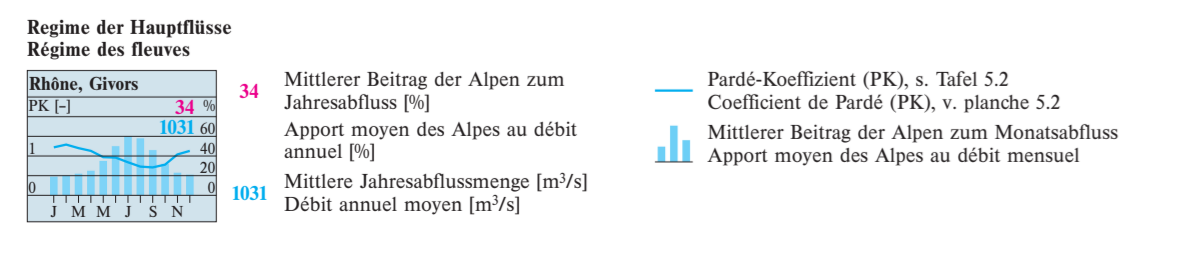 Regime der Hauptflüsse
Régime des fleuves
Rhône, Givors
PK [–]
34 %
1031 60
1 40
20
0 0
J M M J S N
34 Mittlerer Beitrag der Alpen zum
Jahresabfluss [%]
Apport moyen des Alpes au débit
annuel [%]
1031 Mittlere Jahresabflussmenge [m³/s]
Débit annuel moyen [m³/s]
Pardé-Koeffizient (PK), s. Tafel 5.2
Coefficient de Pardé (PK), v. planche 5.2
Mittlerer Beitrag der Alpen zum Monatsabfluss
Apport moyen des Alpes au débit mensuel